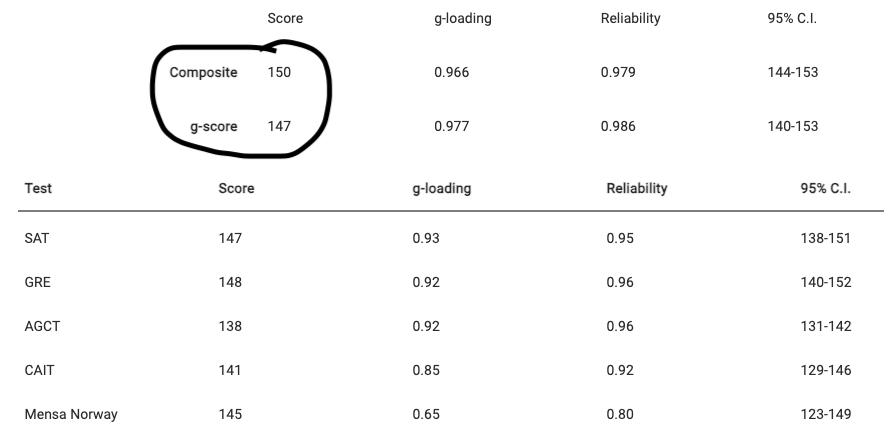 Score g-loading Reliability 95% C.I.
Composite 150 0.966 0.979 144-153
g-score 147 0.977 0.986 140-153
Test Score g-loading Reliability 95% C.I.
SAT 147 0.93 0.95 138-151
GRE 148 0.92 0.96 140-152
AGCT 138 0.92 0.96 131-142
CAIT 141 0.85 0.92 129-146
Mensa Norway 145 0.65 0.80 123-149